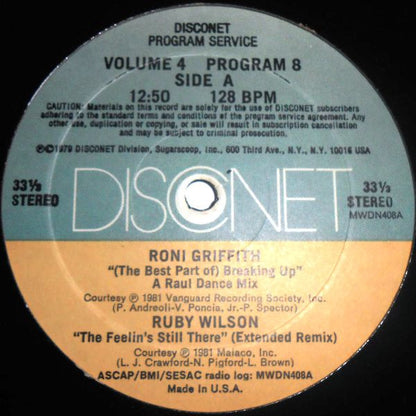 DISCONET
PROGRAM SERVICE
VOLUME 4 PROGRAM 8
SIDE A
12:50 128 BPM
CAUTION: Materials on this record are solely for the use of DISCONET subscribers
adhering to the standard terms and conditions of the program service agreement. Any
other use, duplication or copying, or sale will result in subscription cancellation
and may be subject to criminal prosecution.
Ⓟ©1979 DISCONET Division, Sugarscoop, Inc., 600 Third Ave., N.Y., N.Y. 10016 USA
33⅓
STEREO
33⅓
STEREO
MWDN408A
DISCONET
RONI GRIFFITH
"(The Best Part of) Breaking Up"
A Raul Dance Mix
Courtesy Ⓟ 1981 Vanguard Recording Society, Inc.
(P. Andreoli-V. Poncia, Jr.-P. Spector)
RUBY WILSON
"The Feelin's Still There" (Extended Remix)
Courtesy Ⓟ 1981 Malaco, Inc.
(L. J. Crawford-N. Pigford-L. Brown)
ASCAP/BMI/SESAC radio log: MWDN408A
Made in U.S.A.